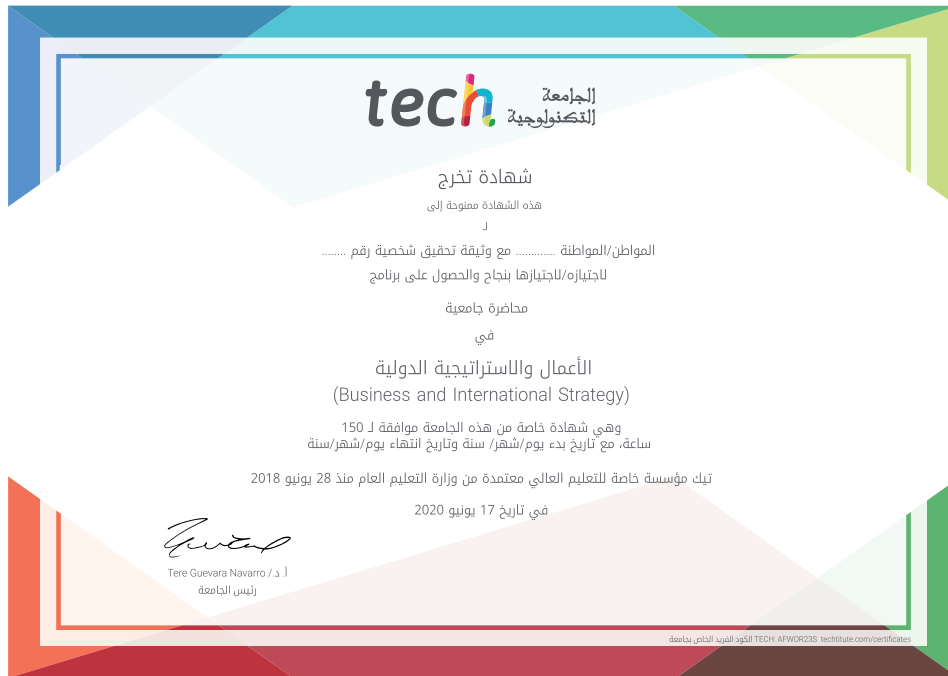 tech الجامعة
التكنولوجية
شهادة تخرج
هذه الشهادة ممنوحة إلى
لـ
المواطن/المواطنة ............. مع وثيقة تحقيق شخصية رقم ........
لاجتيازه/لاجتيازها بنجاح والحصول على برنامج
محاضرة جامعية
في
الأعمال والاستراتيجية الدولية
(Business and International Strategy)
وهي شهادة خاصة من هذه الجامعة موافقة لـ 150
ساعة، مع تاريخ بدء يوم/شهر/ سنة وتاريخ انتهاء يوم/شهر/سنة
تيك مؤسسة خاصة للتعليم العالي معتمدة من وزارة التعليم العام منذ 28 يونيو 2018
في تاريخ 17 يونيو 2020
أ. د./ Tere Guevara Navarro
رئيس الجامعة
الكود الفريد الخاص بجامعة TECH: AFWOR23S techtitute.com/certificates